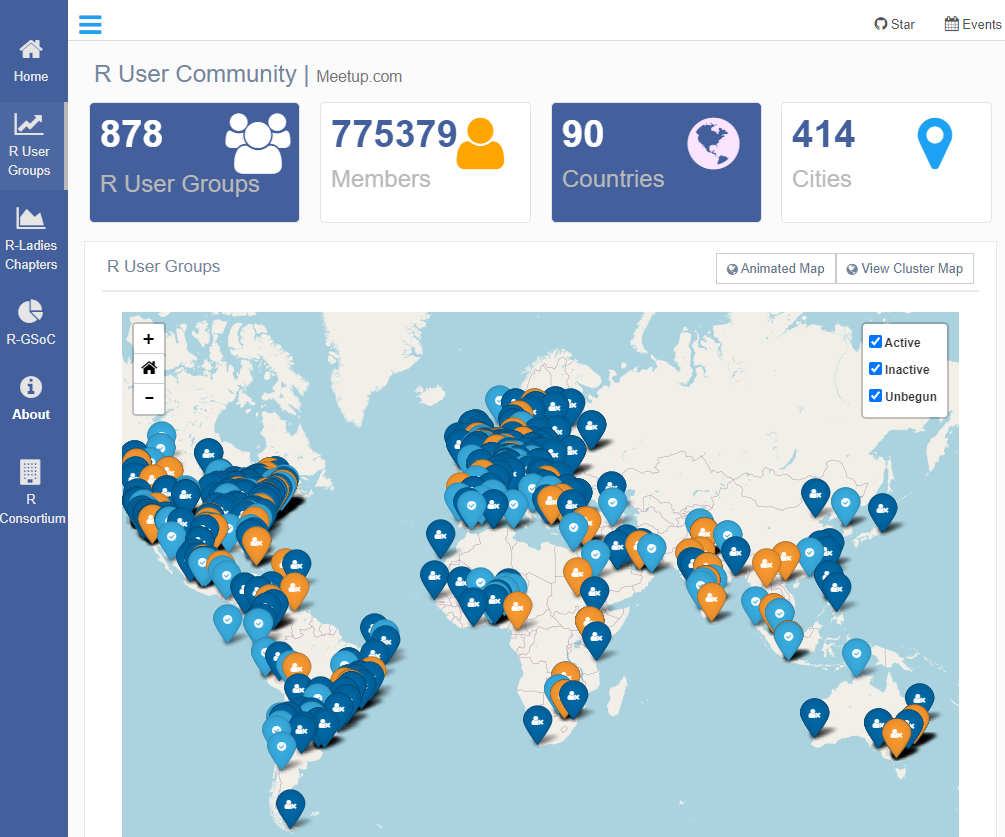 Star
Events
Home
R User
Groups
R-Ladies
Chapters
R-GSoC
About
R
Consortium
R User Community | Meetup.com
878
R User Groups
775379
Members
90
Countries
414
Cities
R User Groups
Animated Map
View Cluster Map
+
−
Active
Inactive
Unbegun